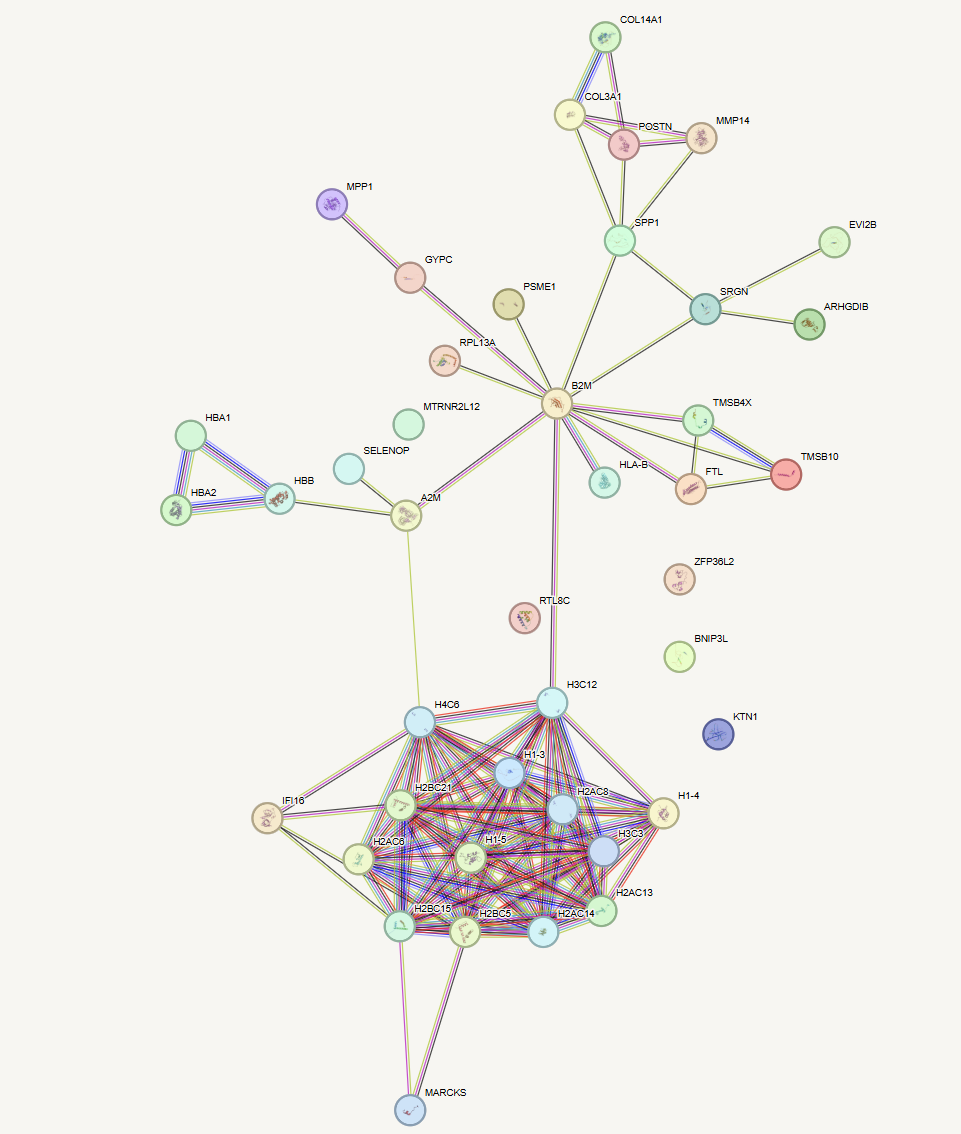 COL14A1
COL3A1
POSTN
MMP14
MPP1
SPP1
EVI2B
GYPC
PSME1
SRGN
ARHGDIB
RPL13A
B2M
TMSB4X
MTRNR2L12
HBA1
SELENOP
HLA-B
FTL
TMSB10
HBB
HBA2
A2M
ZFP36L2
RTL8C
BNIP3L
H3C12
H4C6
KTN1
H1-3
H2BC21
H2AC8
H1-4
IFI16
H3C3
H2AC6
H1-5
H2AC13
H2BC15
H2BC5
H2AC14
MARCKS